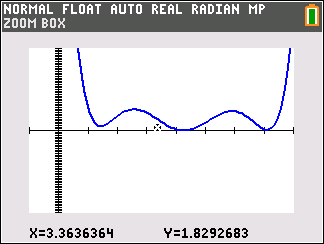 NORMAL FLOAT AUTO REAL RADIAN MP
ZOOM BOX
X=3.3636364 Y=1.8292683